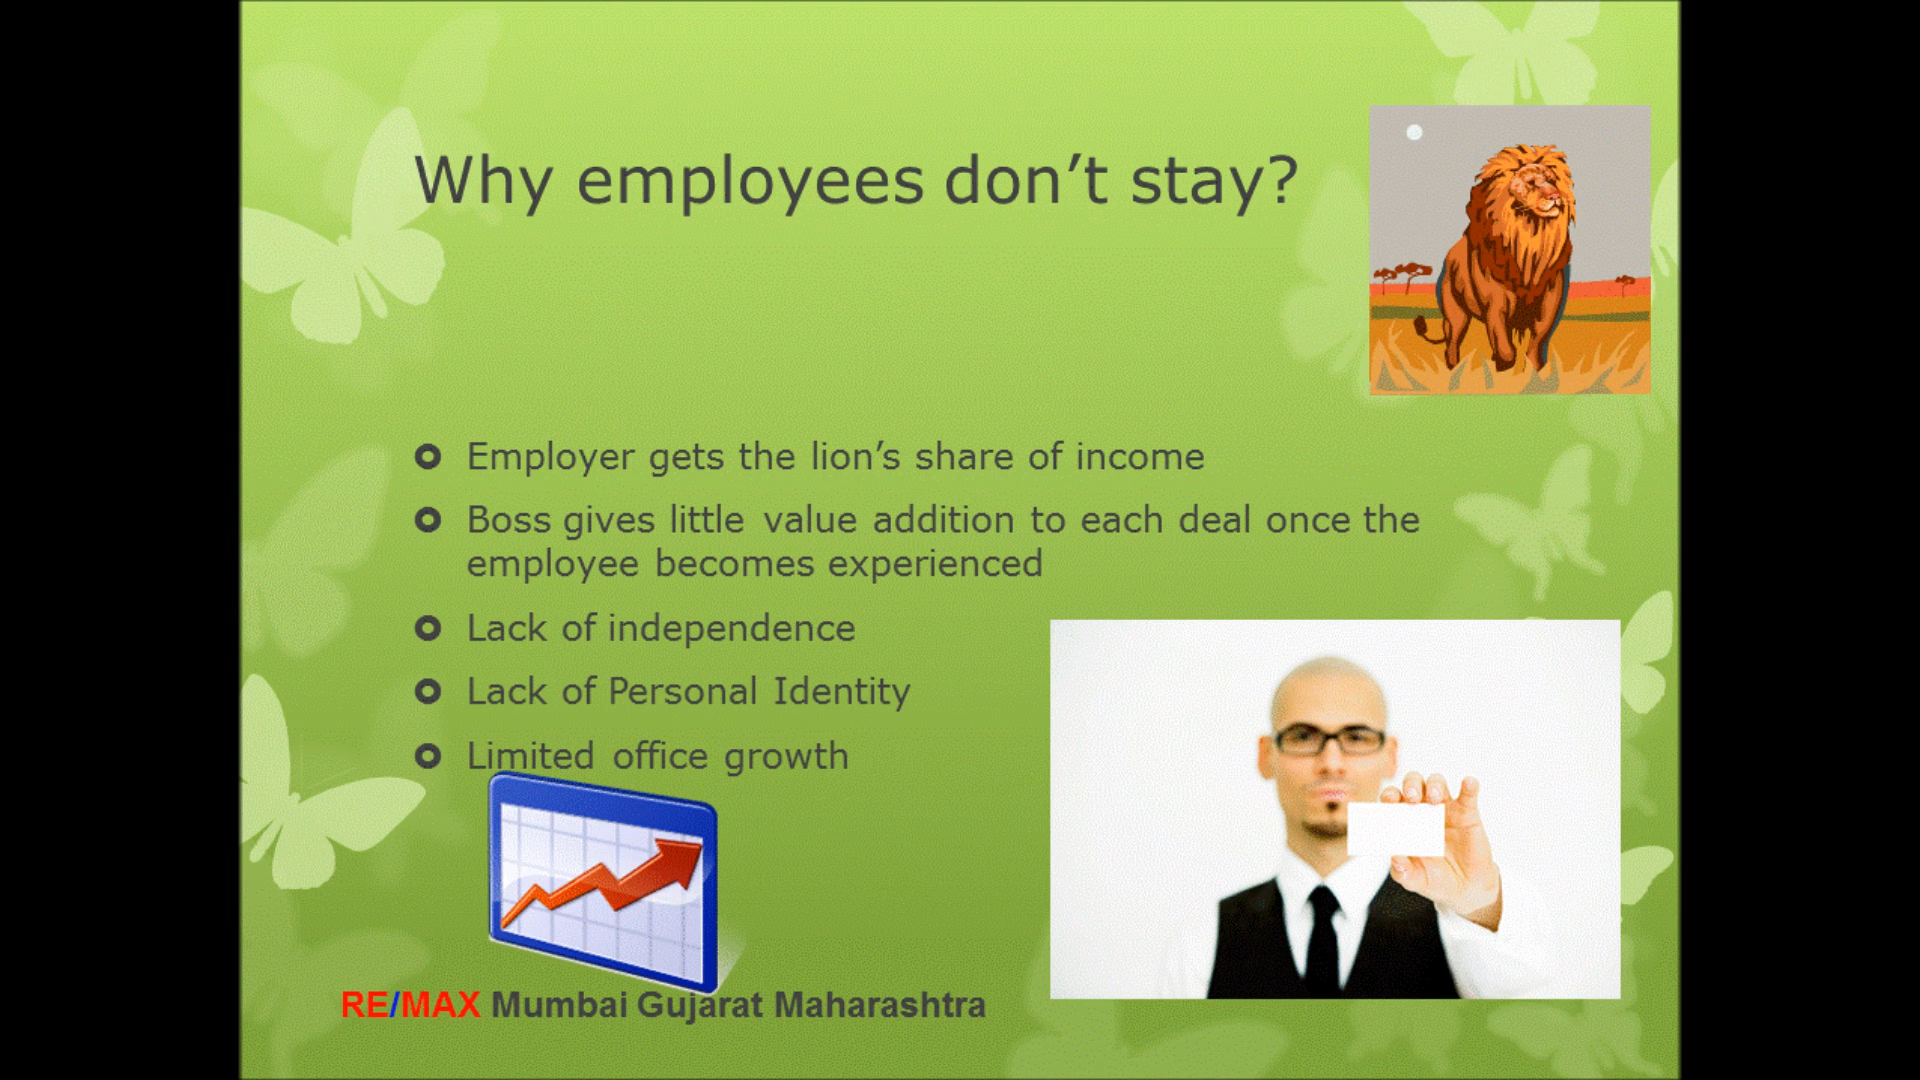 Why employees don’t stay?
Employer gets the lion’s share of income
Boss gives little value addition to each deal once the
employee becomes experienced
Lack of independence
Lack of Personal Identity
Limited office growth
RE/MAX Mumbai Gujarat Maharashtra